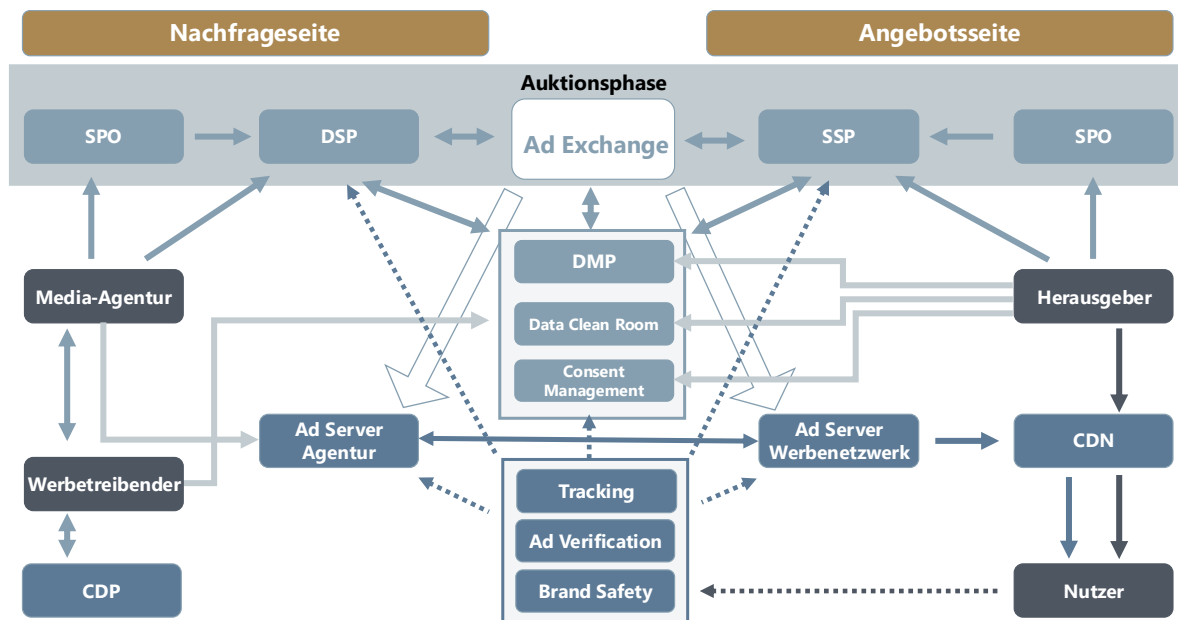 Nachfrageseite
Angebotsseite
Auktionsphase
SPO
DSP
Ad Exchange
SSP
SPO
DMP
Media-Agentur
Herausgeber
Data Clean Room
Consent
Management
Ad Server
Agentur
Ad Server
Werbenetzwerk
CDN
Werbetreibender
Tracking
Ad Verification
CDP
Brand Safety
Nutzer